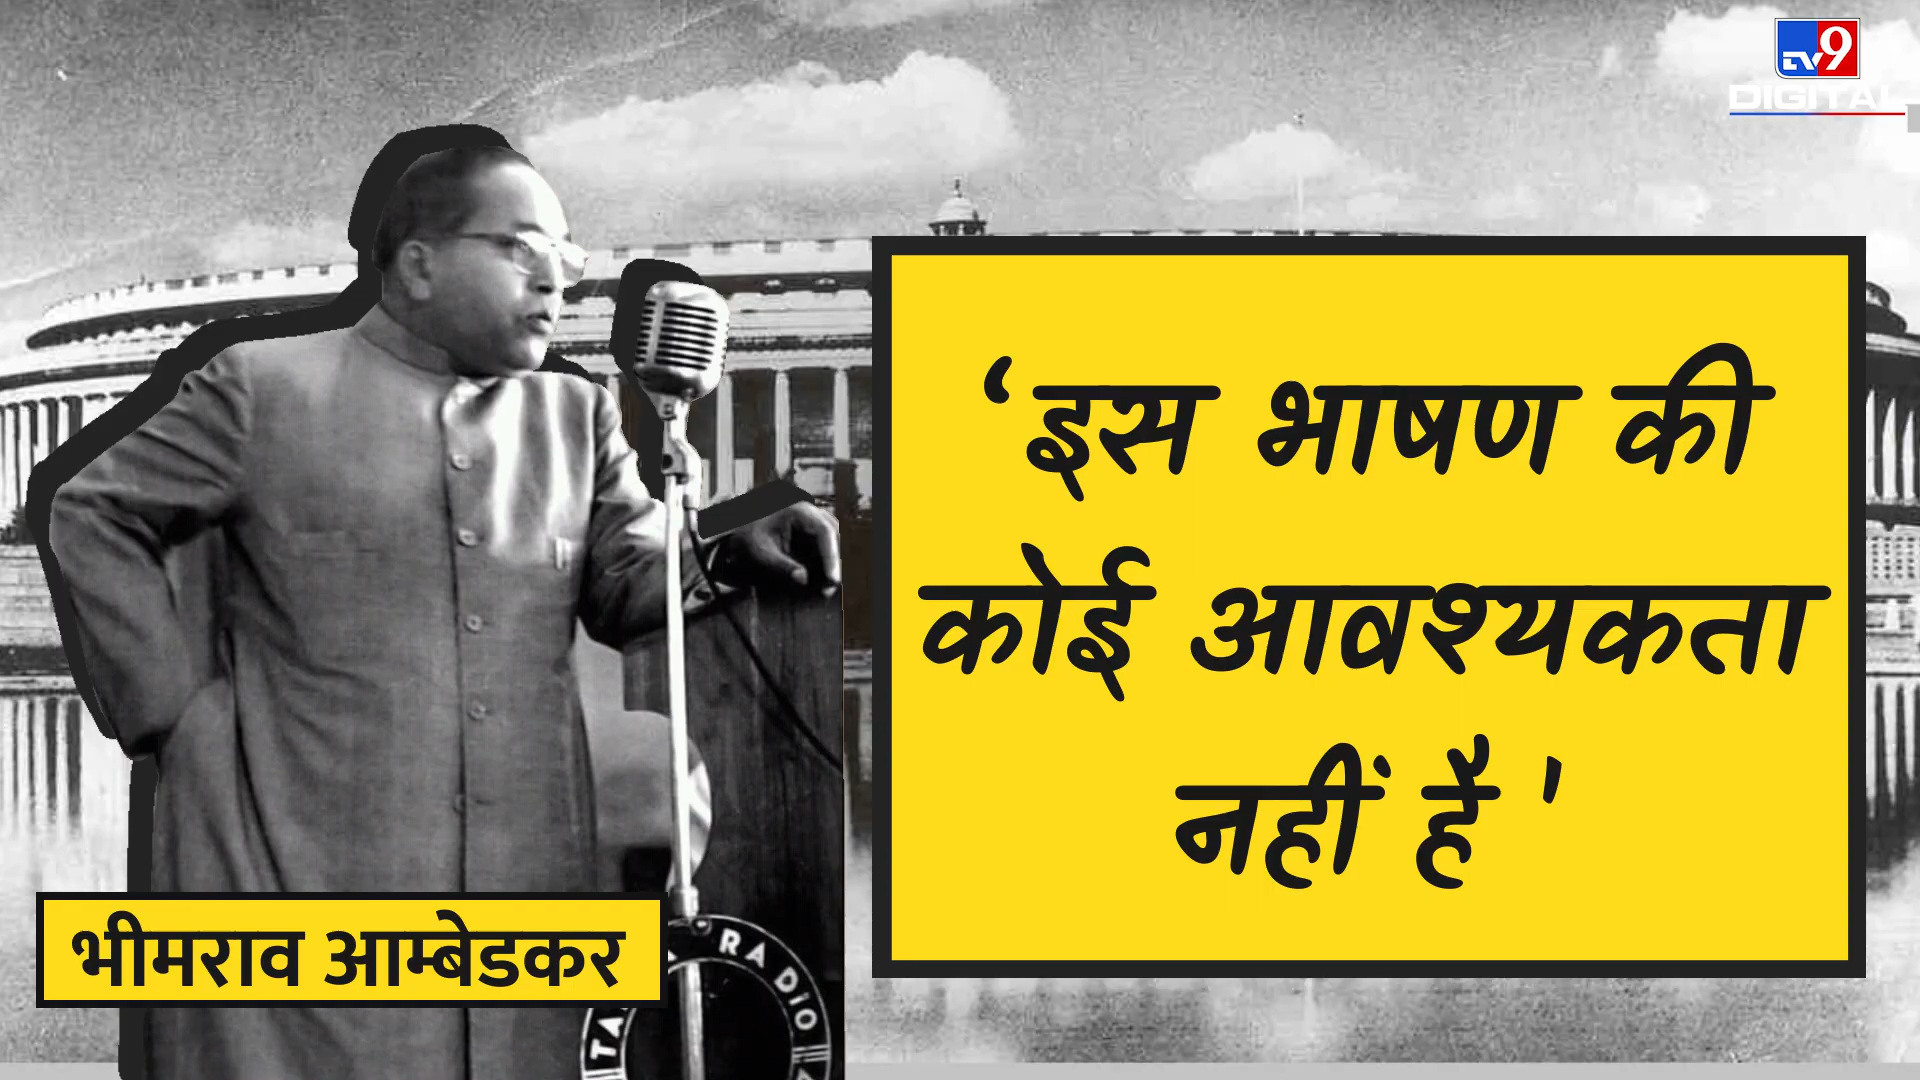 TV9
DIGITAL
‘इस भाषण की
कोई आवश्यकता
नहीं है '
भीमराव आम्बेडकर
RADIO